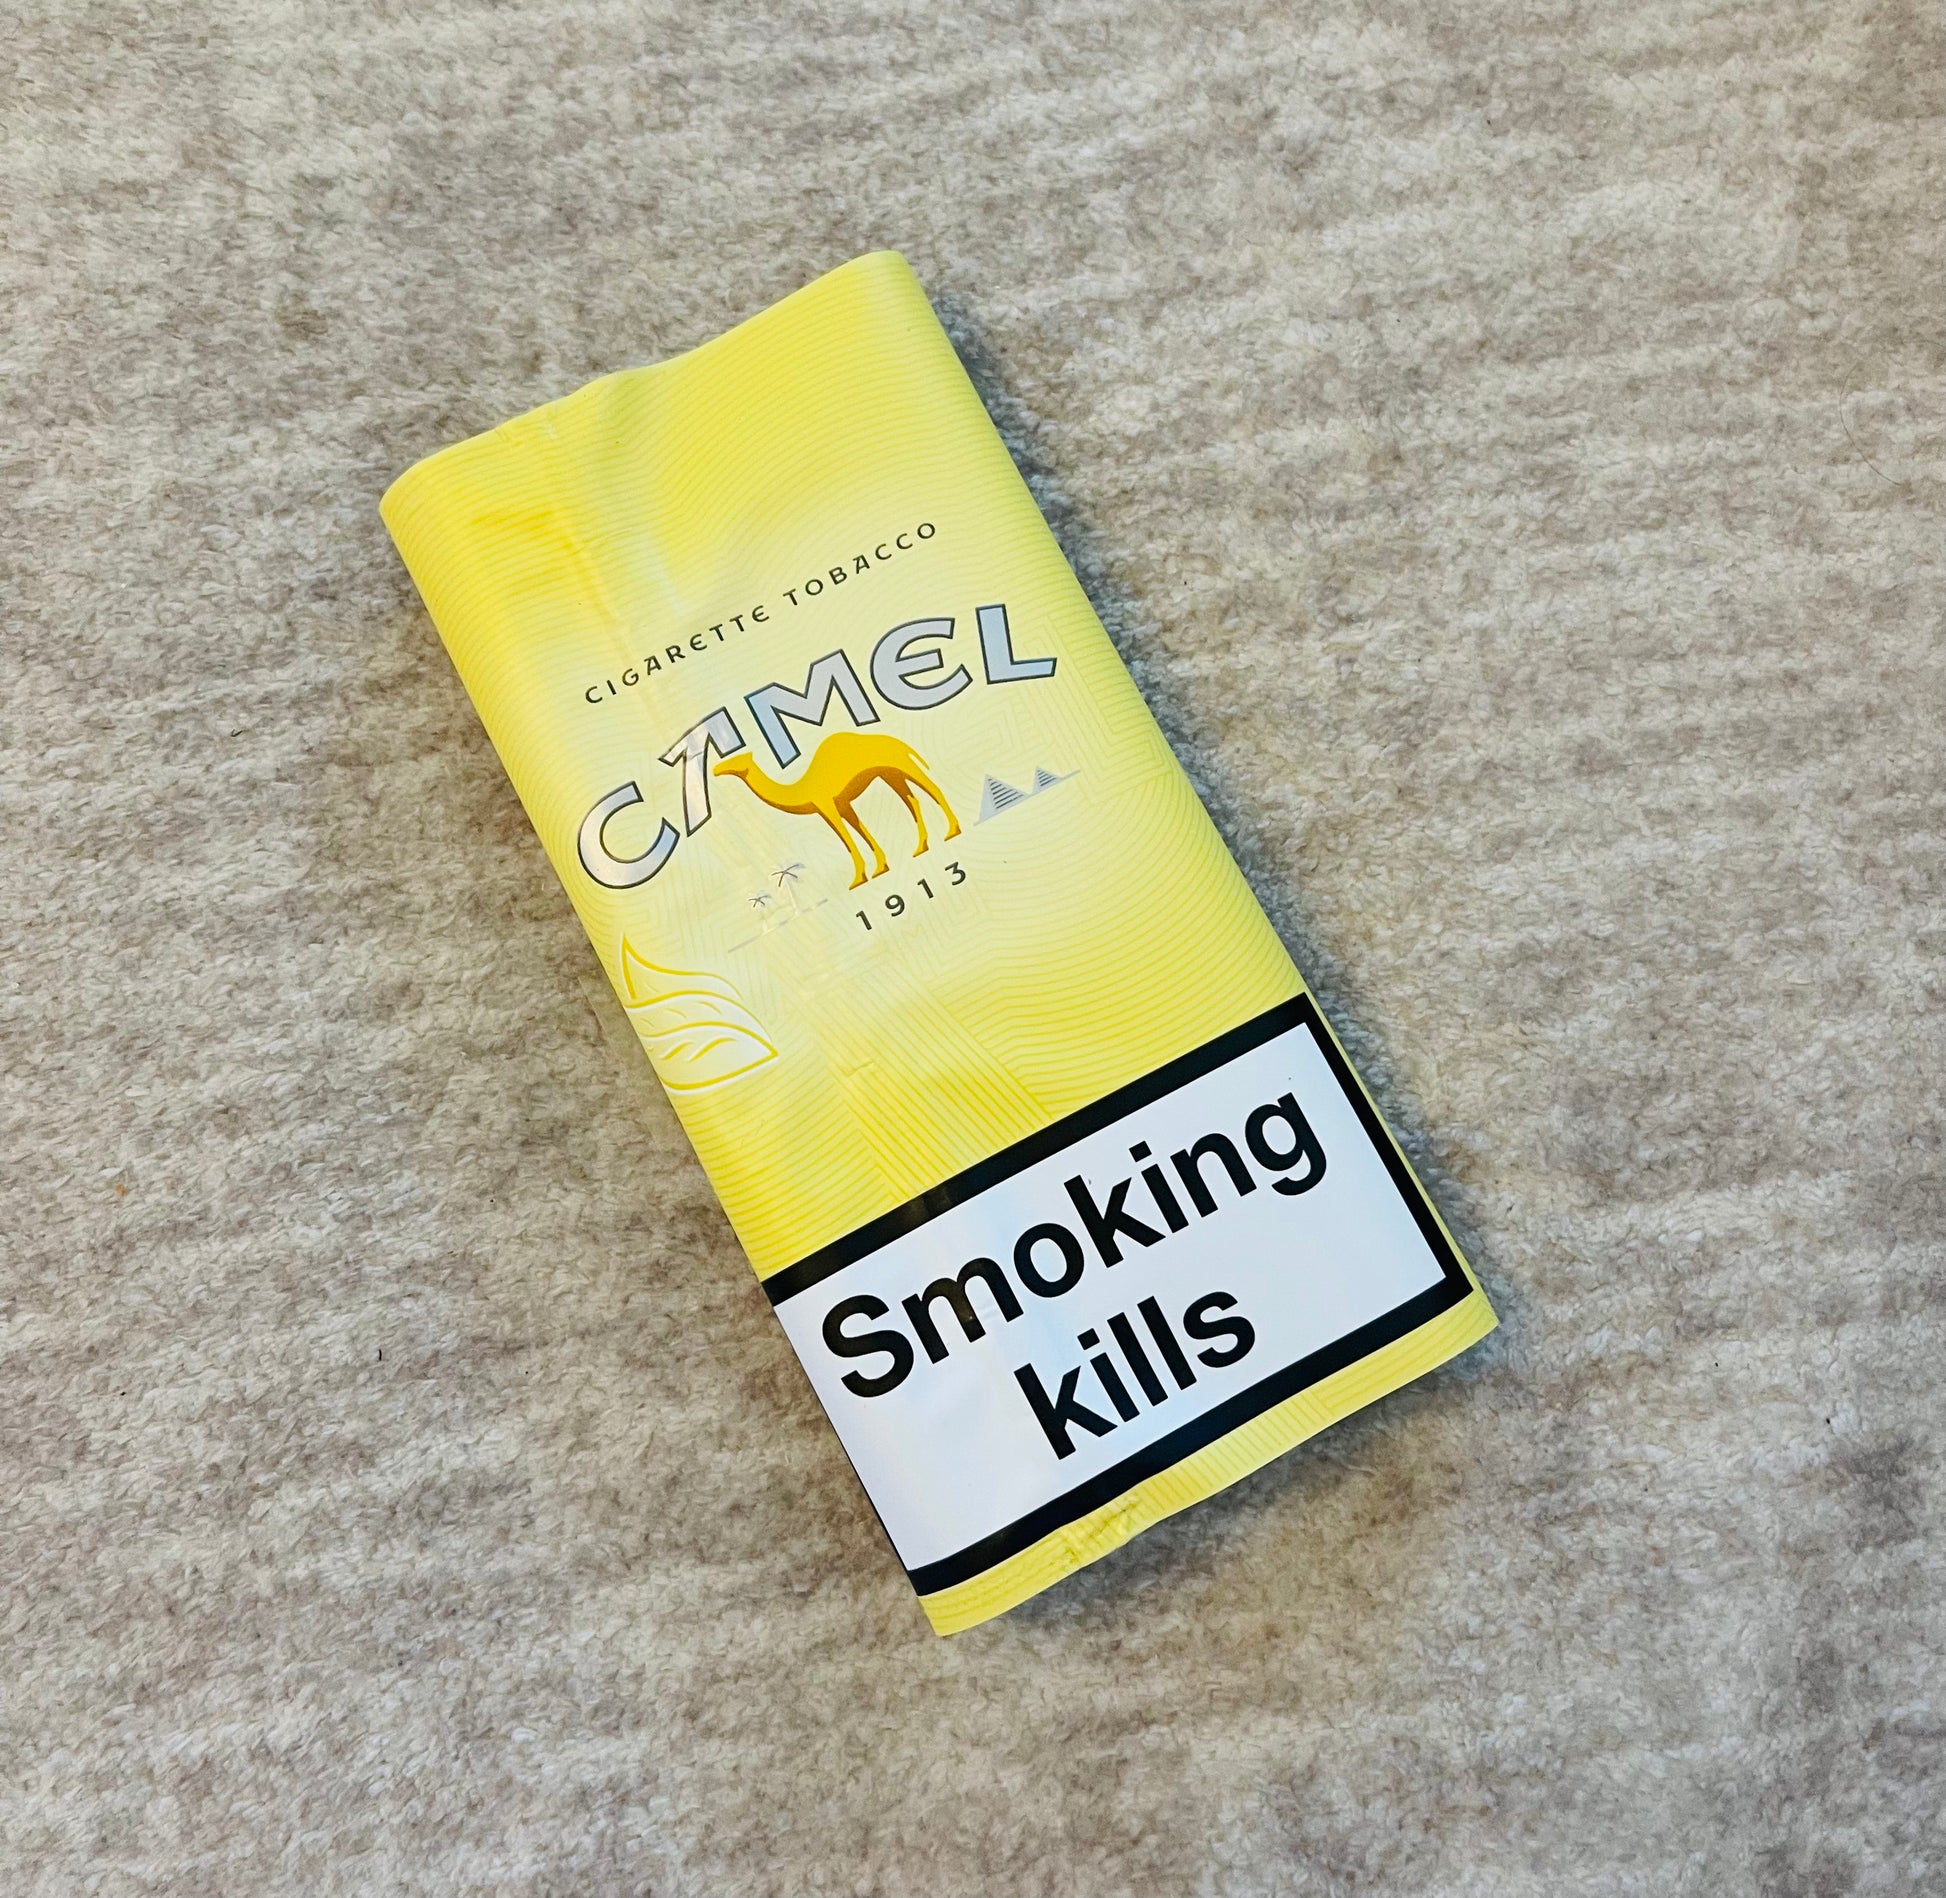 CIGARETTE TOBACCO
CAMEL
1913
Smoking
kills